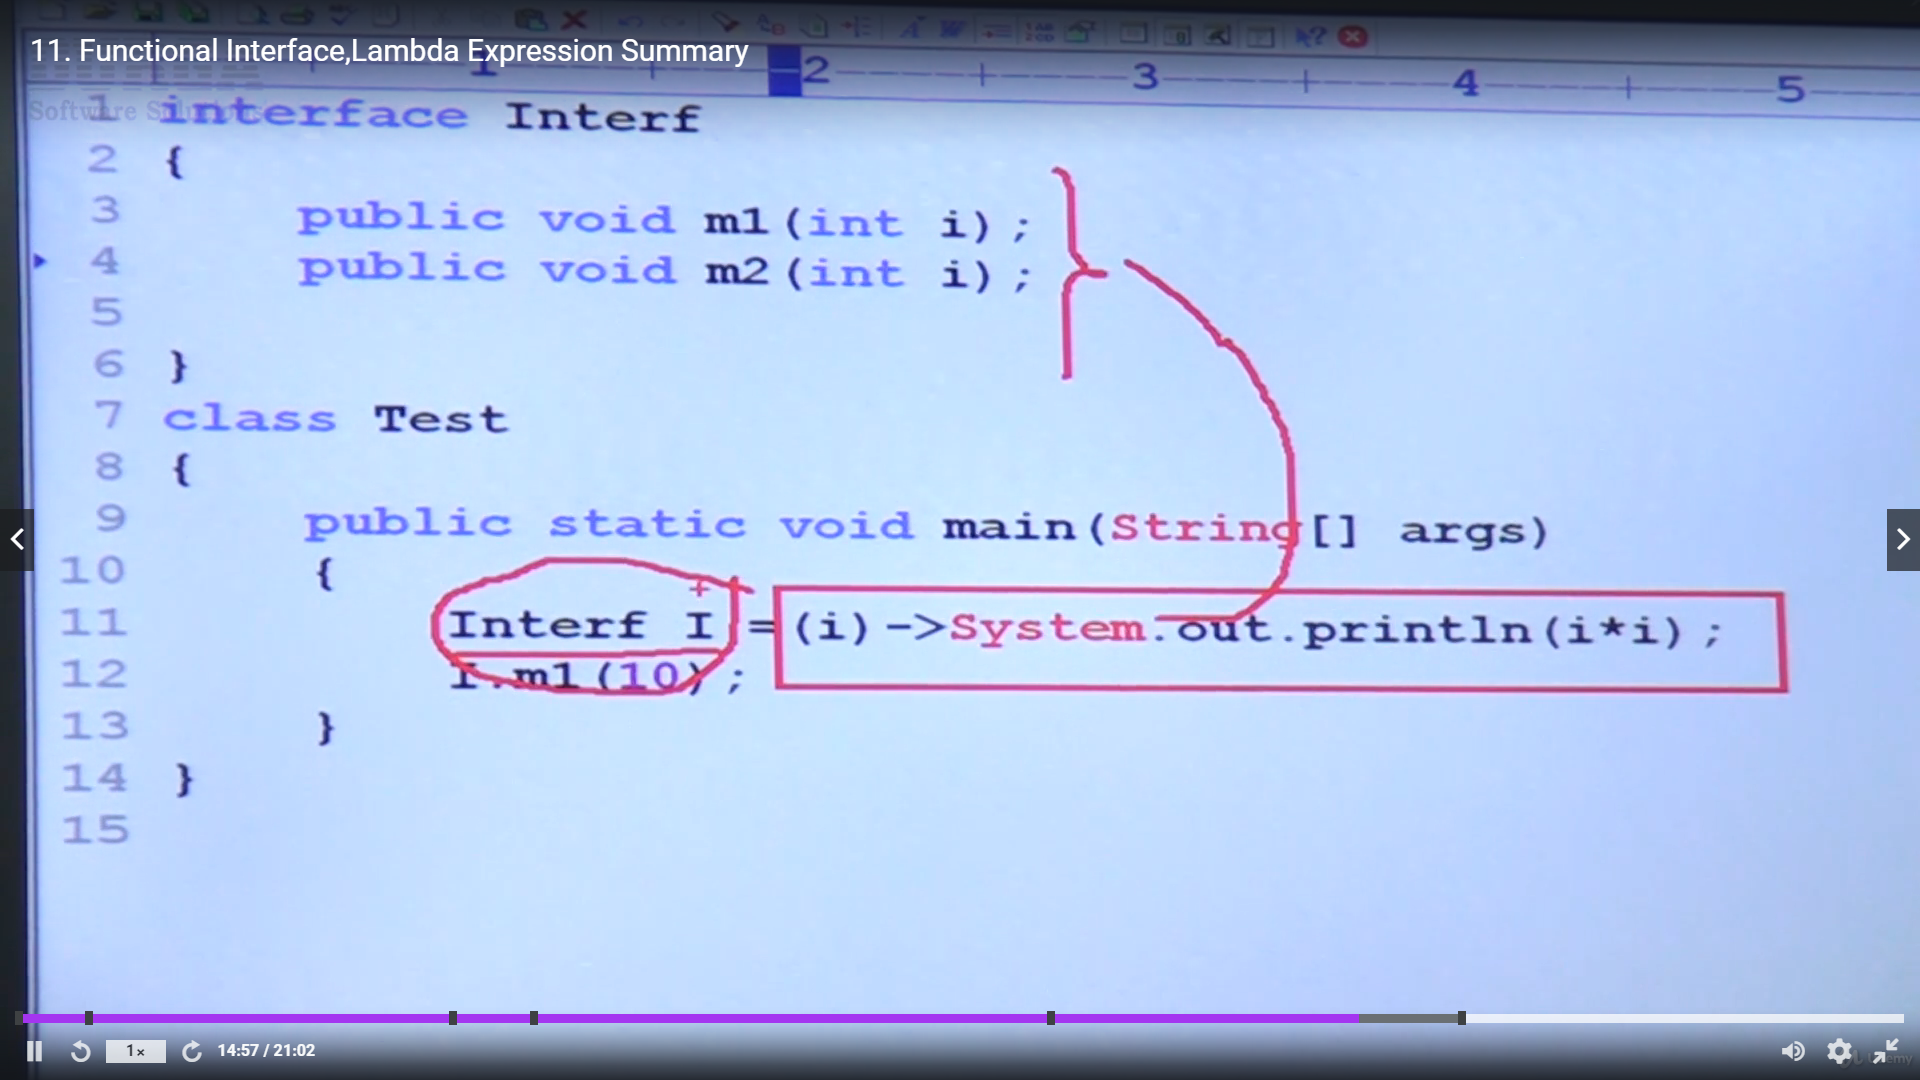 11. Functional Interface,Lambda Expression Summary
1 2 3 4 5
Software Solutions
1 interface Interf
2 {
3 public void m1(int i);
4 public void m2(int i);
5
6 }
7 class Test
8 {
9 public static void main(String[] args)
10 {
11 Interf I =(i)->System.out.println(i*i);
12 I.m1(10);
13 }
14 }
15
1× 14:57 / 21:02